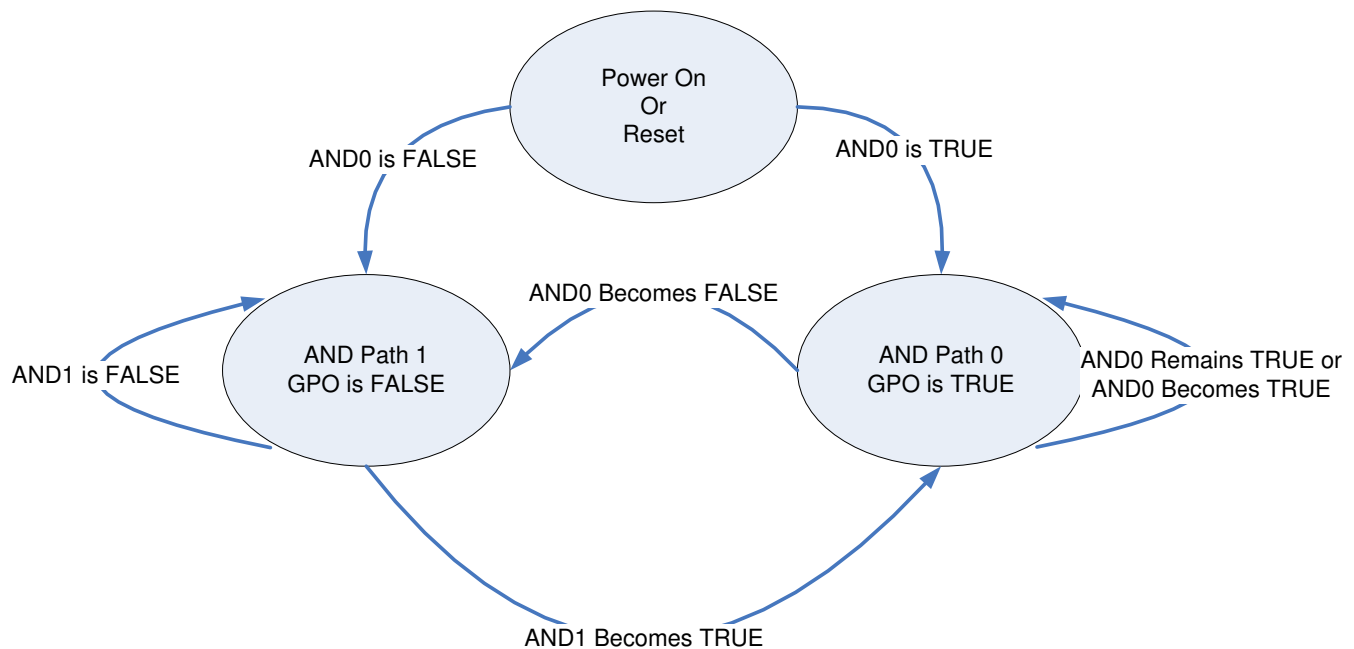 Power On
Or
Reset
AND0 is FALSE
AND0 is TRUE
AND0 Becomes FALSE
AND Path 1
GPO is FALSE
AND Path 0
GPO is TRUE
AND1 is FALSE
AND0 Remains TRUE or
AND0 Becomes TRUE
AND1 Becomes TRUE